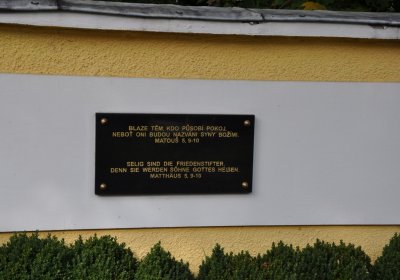 BLAZE TĚM, KDO PŮSOBÍ POKOJ,
NEBOŤ ONI BUDOU NAZVÁNI SYNY BOŽÍMI.
MATOUŠ 5, 9-10
SELIG SIND DIE FRIEDENSTIFTER,
DENN SIE WERDEN SÖHNE GOTTES HEIßEN.
MATTHÄUS 5, 9-10